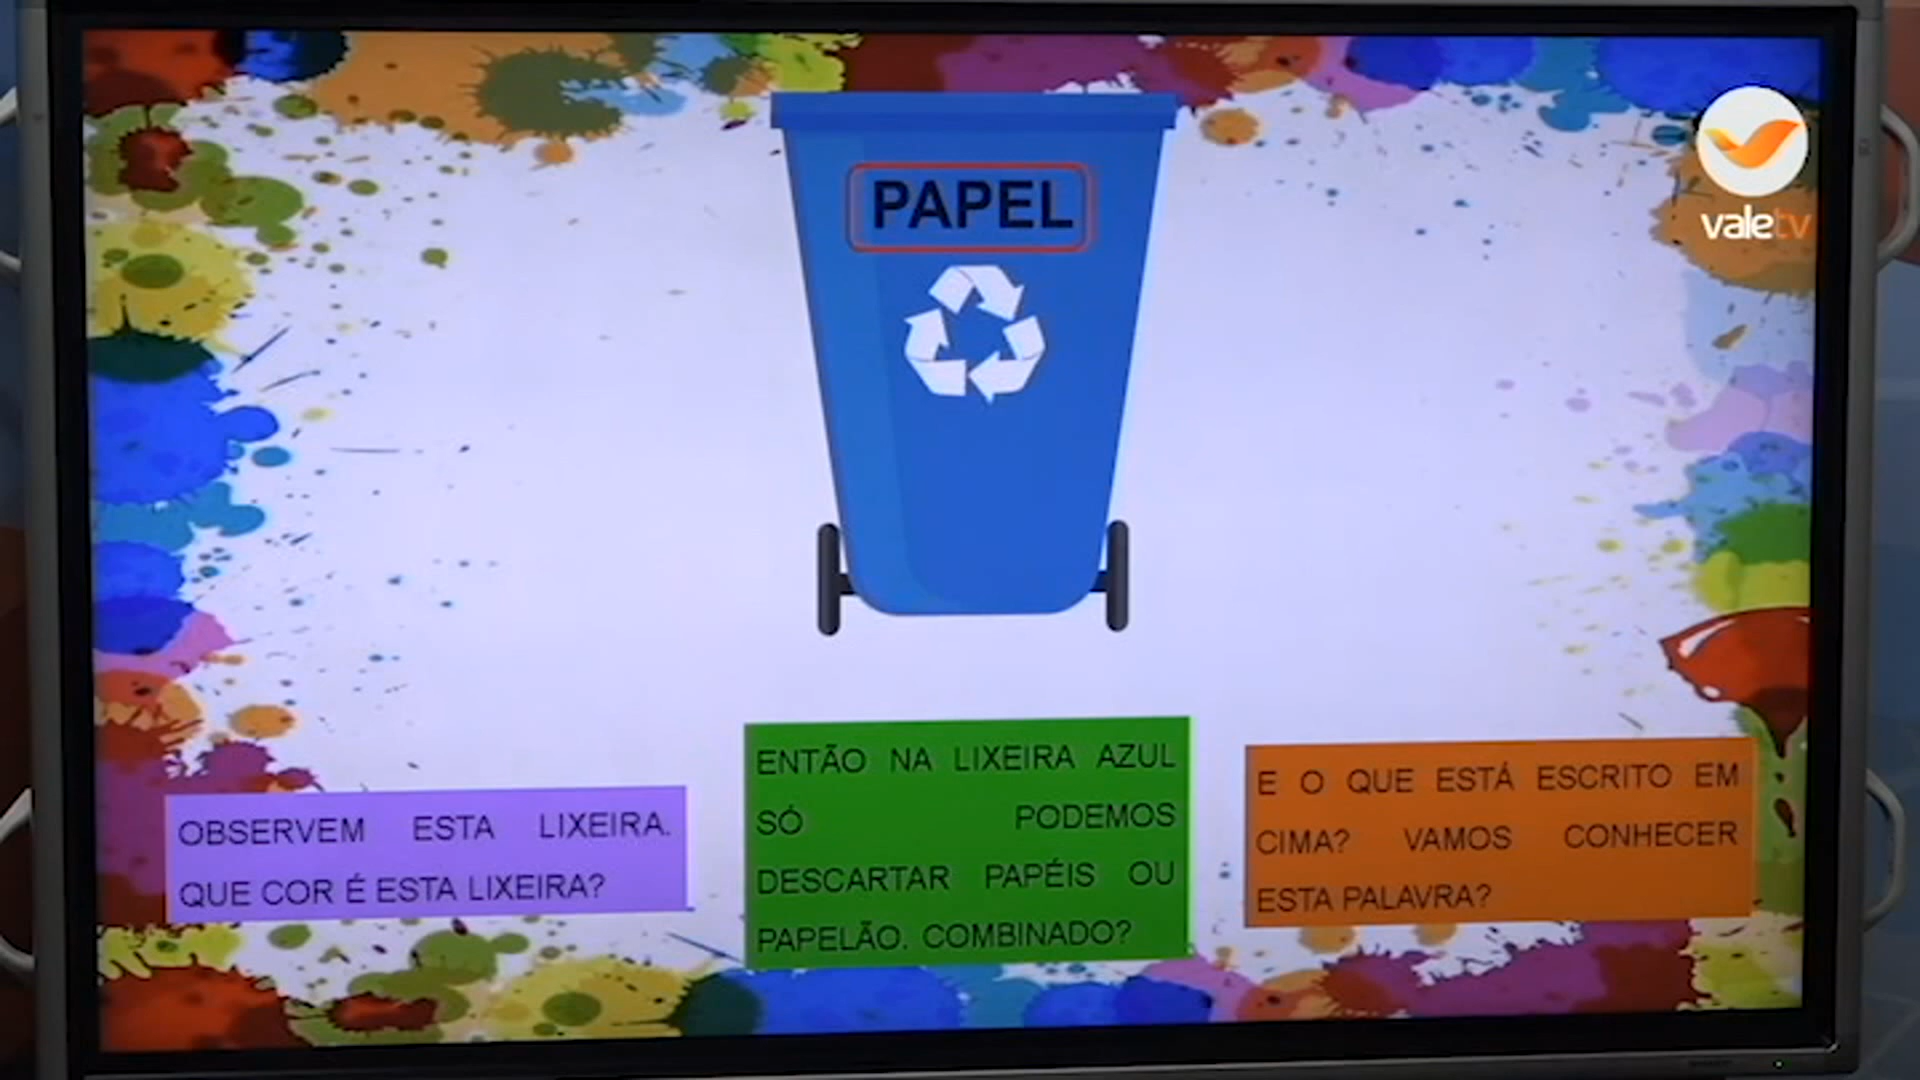 PAPEL
valetv
OBSERVEM ESTA LIXEIRA.
QUE COR É ESTA LIXEIRA?
ENTÃO NA LIXEIRA AZUL
SÓ PODEMOS
DESCARTAR PAPÉIS OU
PAPELÃO. COMBINADO?
E O QUE ESTÁ ESCRITO EM
CIMA? VAMOS CONHECER
ESTA PALAVRA?